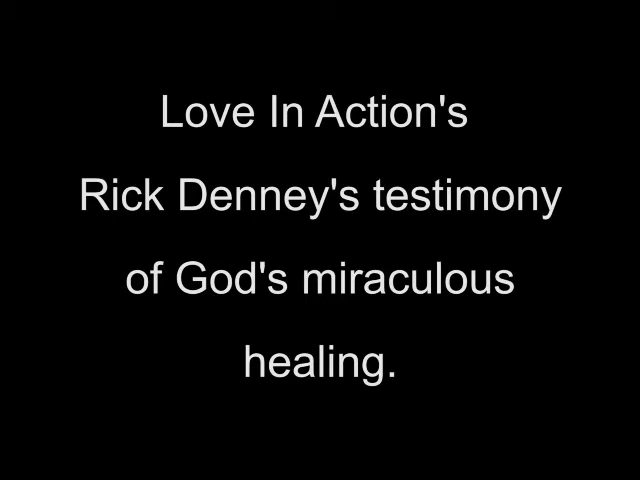 Love In Action's
Rick Denney's testimony
of God's miraculous
healing.